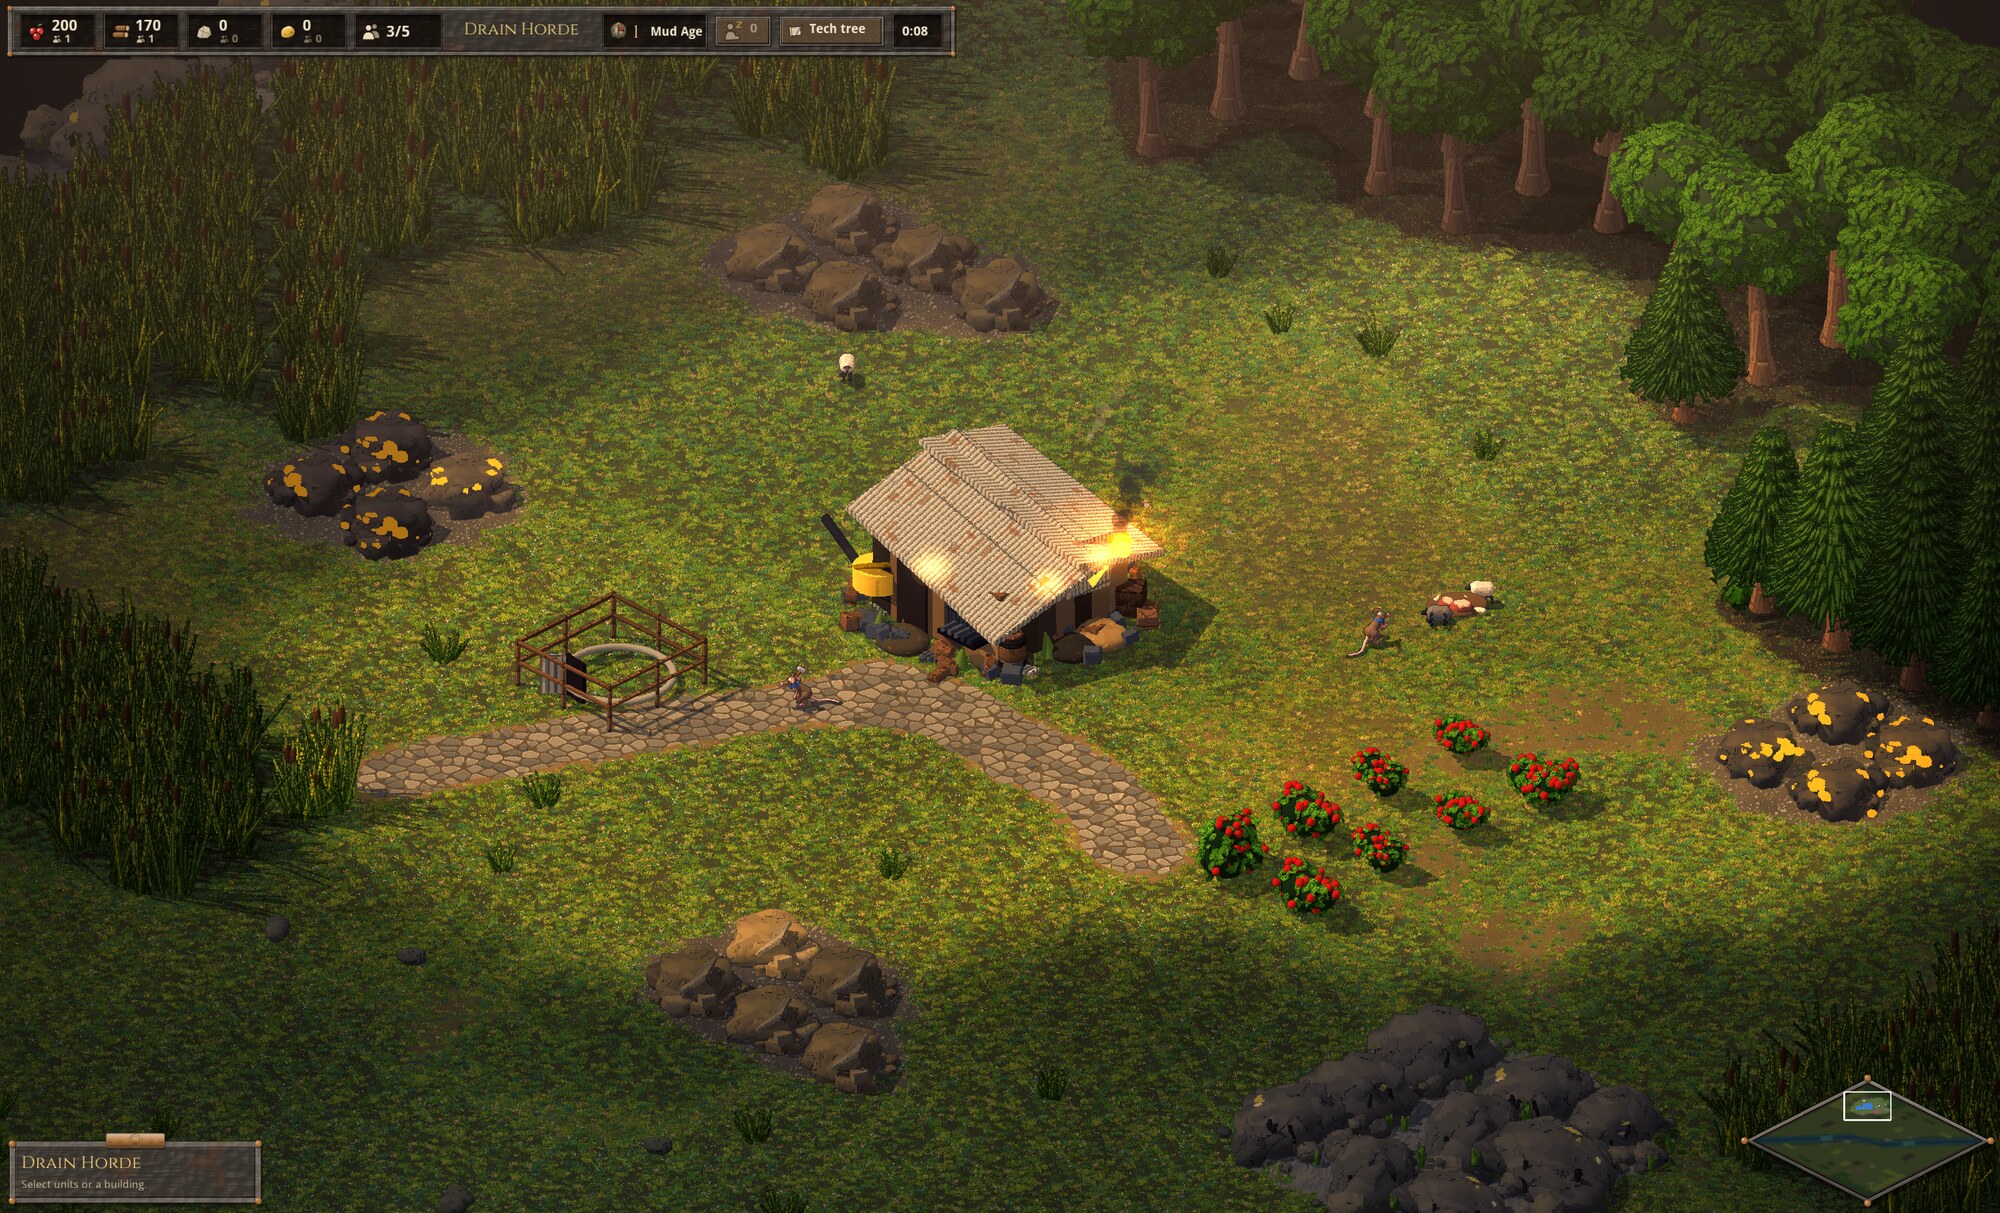 200
1
170
1
0
0
0
0
3/5
DRAIN HORDE
I Mud Age
z 0
Tech tree
0:08
DRAIN HORDE
Select units or a building.